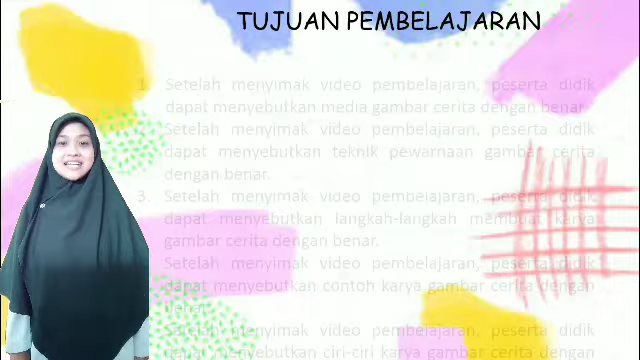 TUJUAN PEMBELAJARAN
1. Setelah menyimak video pembelajaran, peserta didik
dapat menyebutkan media gambar cerita dengan benar.
Setelah menyimak video pembelajaran, peserta didik
dapat menyebutkan teknik pewarnaan gambar cerita
dengan benar.
3. Setelah menyimak video pembelajaran, peserta didik
dapat menyebutkan langkah-langkah membuat karya
gambar cerita dengan benar.
Setelah menyimak video pembelajaran, peserta didik
dapat menyebutkan contoh karya gambar cerita dengan
benar.
Setelah menyimak video pembelajaran, peserta didik
dapat menyebutkan ciri-ciri karya gambar cerita dengan